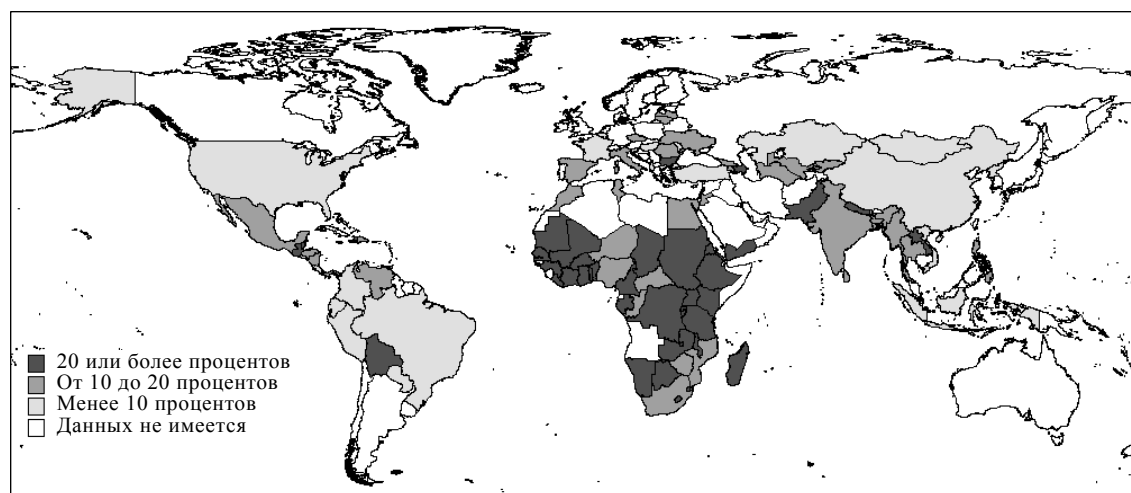 20 или более процентов
От 10 до 20 процентов
Менее 10 процентов
Данных не имеется